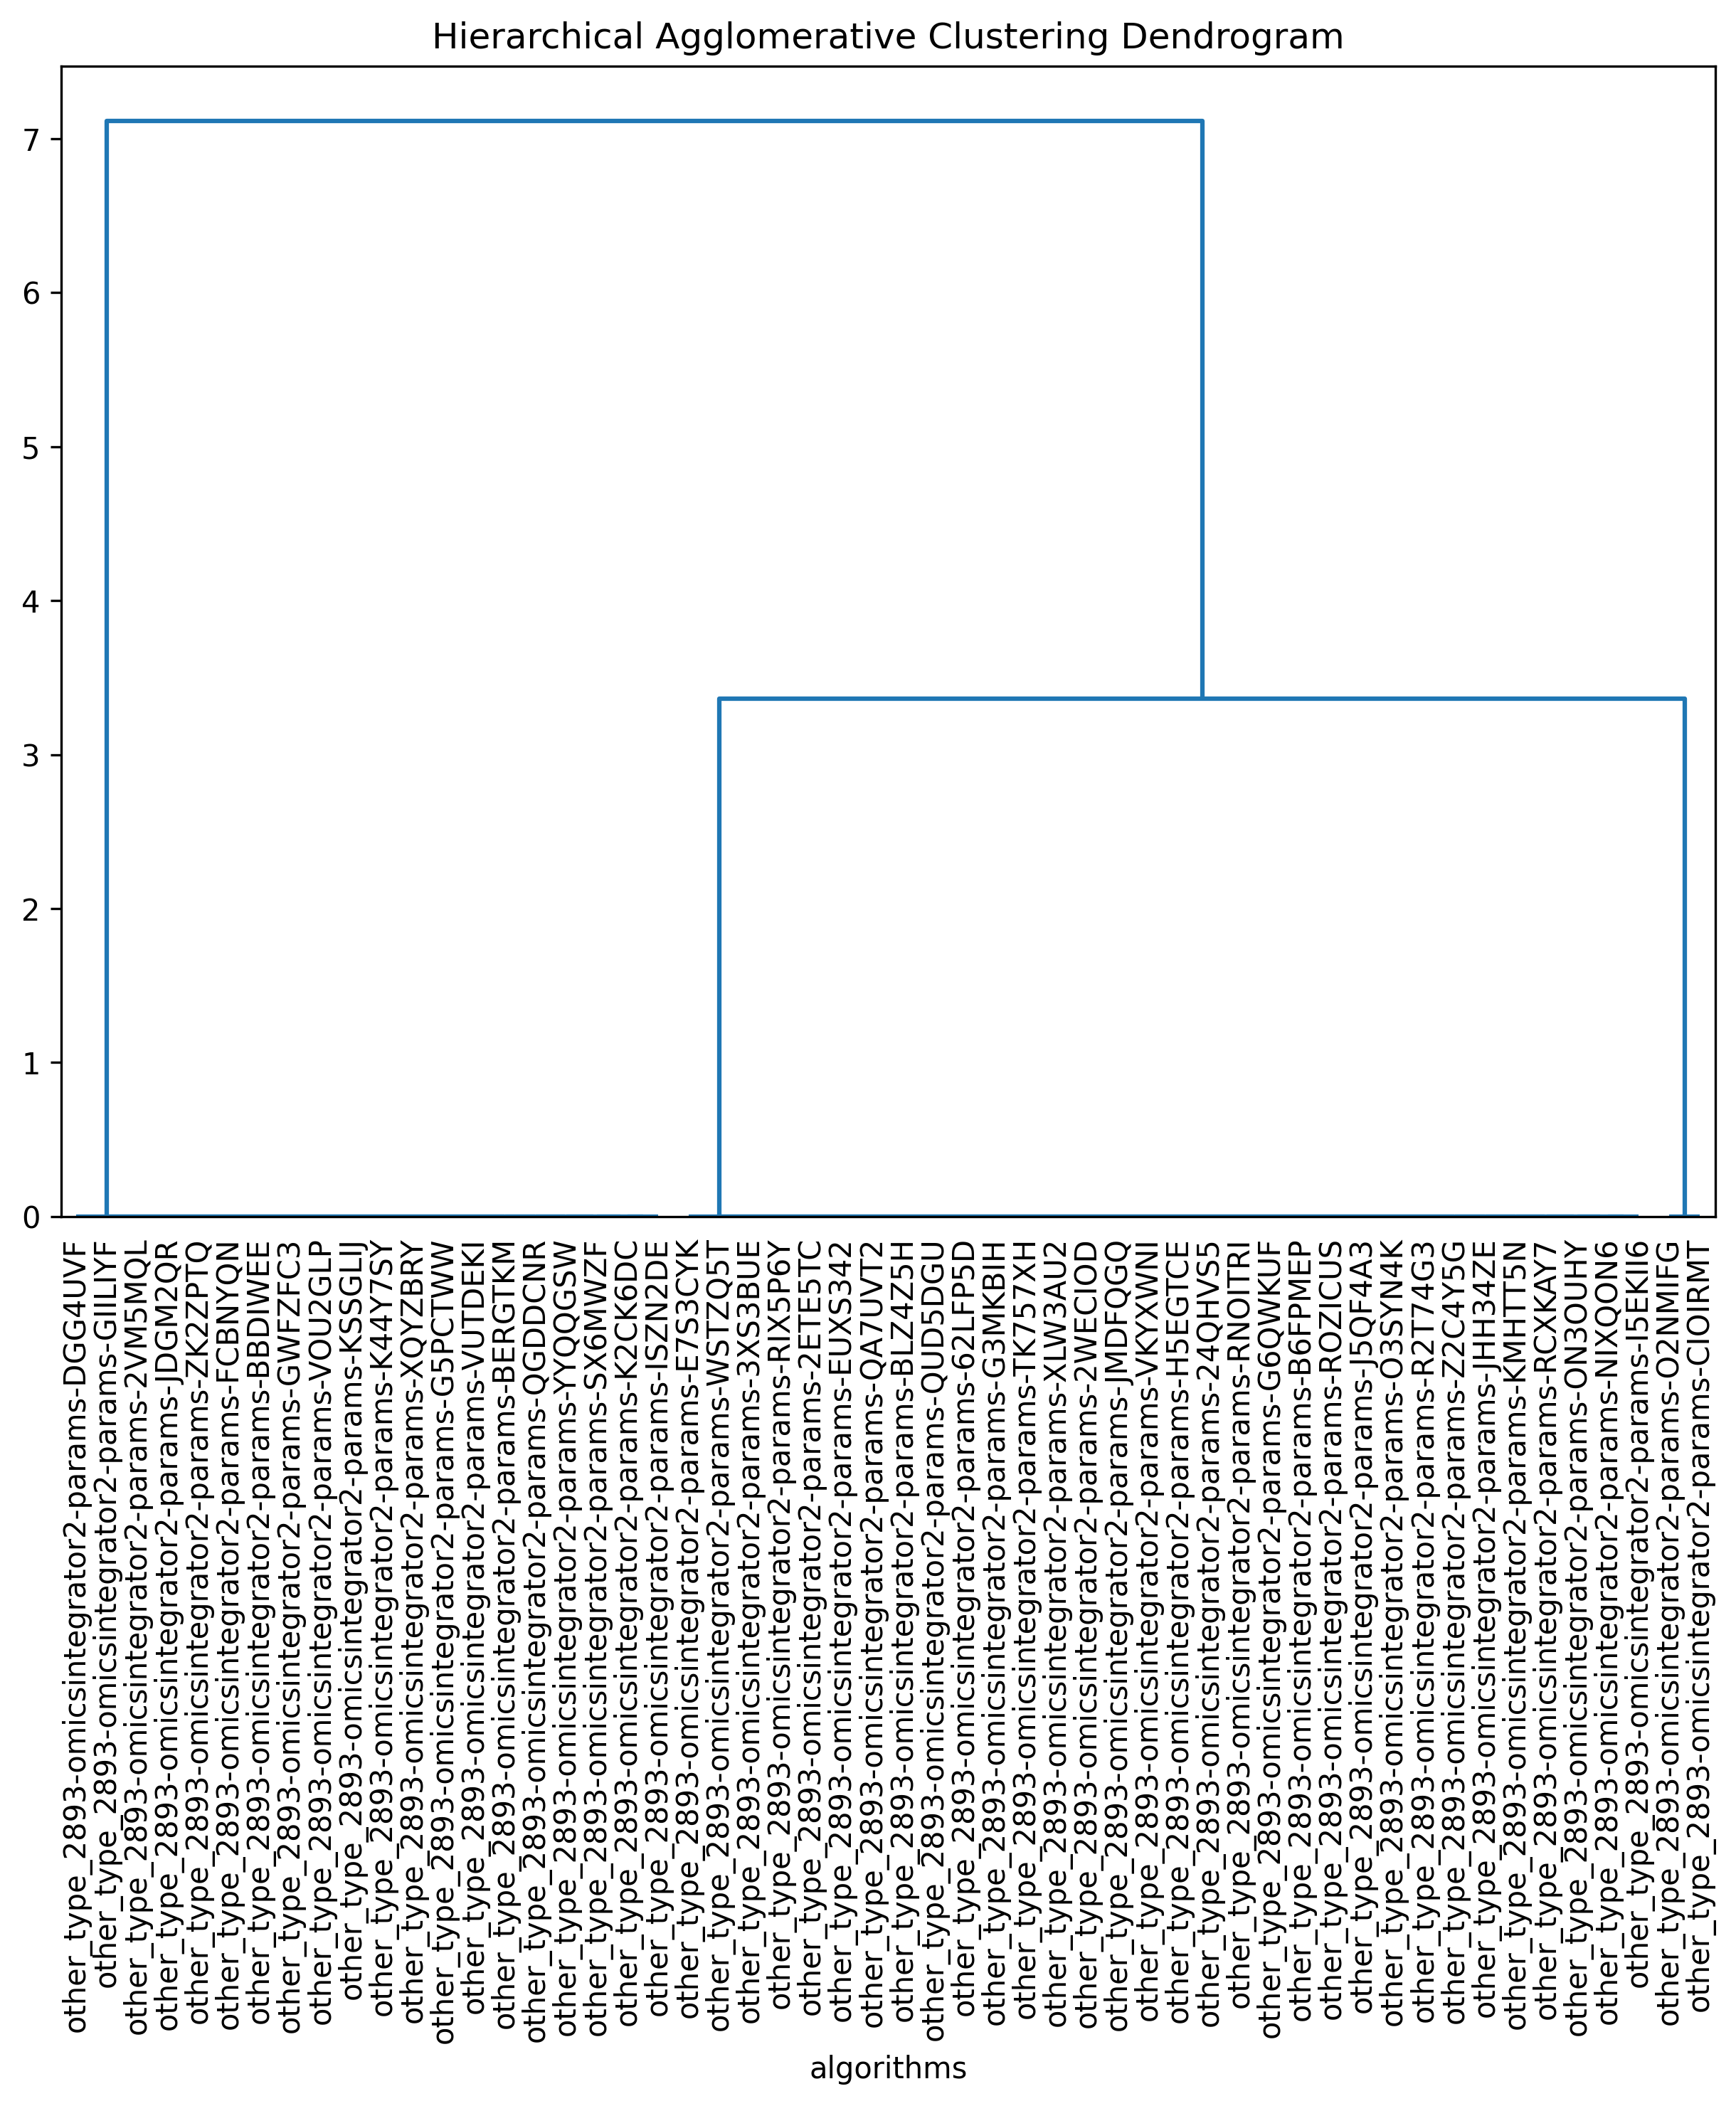 Hierarchical Agglomerative Clustering Dendrogram
7
6
5
4
3
2
1
0
other_type_2893-omicsintegrator2-params-DGG4UVF
other_type_2893-omicsintegrator2-params-GIILIYF
other_type_2893-omicsintegrator2-params-2VM5MQL
other_type_2893-omicsintegrator2-params-JDGM2QR
other_type_2893-omicsintegrator2-params-ZK2ZPTQ
other_type_2893-omicsintegrator2-params-FCBNYQN
other_type_2893-omicsintegrator2-params-BBDIWEE
other_type_2893-omicsintegrator2-params-GWFZFC3
other_type_2893-omicsintegrator2-params-VOU2GLP
other_type_2893-omicsintegrator2-params-KSSGLIJ
other_type_2893-omicsintegrator2-params-K44Y7SY
other_type_2893-omicsintegrator2-params-XQYZBRY
other_type_2893-omicsintegrator2-params-G5PCTWW
other_type_2893-omicsintegrator2-params-VUTDEKI
other_type_2893-omicsintegrator2-params-BERGTKM
other_type_2893-omicsintegrator2-params-QGDDCNR
other_type_2893-omicsintegrator2-params-YYQQGSW
other_type_2893-omicsintegrator2-params-SX6MWZF
other_type_2893-omicsintegrator2-params-K2CK6DC
other_type_2893-omicsintegrator2-params-ISZN2DE
other_type_2893-omicsintegrator2-params-E7S3CYK
other_type_2893-omicsintegrator2-params-WSTZQ5T
other_type_2893-omicsintegrator2-params-3XS3BUE
other_type_2893-omicsintegrator2-params-RIX5P6Y
other_type_2893-omicsintegrator2-params-2ETE5TC
other_type_2893-omicsintegrator2-params-EUXS342
other_type_2893-omicsintegrator2-params-QA7UVT2
other_type_2893-omicsintegrator2-params-BLZ4Z5H
other_type_2893-omicsintegrator2-params-QUD5DGU
other_type_2893-omicsintegrator2-params-62LFP5D
other_type_2893-omicsintegrator2-params-G3MKBIH
other_type_2893-omicsintegrator2-params-TK757XH
other_type_2893-omicsintegrator2-params-XLW3AU2
other_type_2893-omicsintegrator2-params-2WECIOD
other_type_2893-omicsintegrator2-params-JMDFQGQ
other_type_2893-omicsintegrator2-params-VKYXWNI
other_type_2893-omicsintegrator2-params-H5EGTCE
other_type_2893-omicsintegrator2-params-24QHVS5
other_type_2893-omicsintegrator2-params-RNOITRI
other_type_2893-omicsintegrator2-params-G6QWKUF
other_type_2893-omicsintegrator2-params-B6FPMEP
other_type_2893-omicsintegrator2-params-ROZICUS
other_type_2893-omicsintegrator2-params-J5QF4A3
other_type_2893-omicsintegrator2-params-O3SYN4K
other_type_2893-omicsintegrator2-params-R2T74G3
other_type_2893-omicsintegrator2-params-Z2C4Y5G
other_type_2893-omicsintegrator2-params-JHH34ZE
other_type_2893-omicsintegrator2-params-KMHTT5N
other_type_2893-omicsintegrator2-params-RCXKAY7
other_type_2893-omicsintegrator2-params-ON3OUHY
other_type_2893-omicsintegrator2-params-NIXQON6
other_type_2893-omicsintegrator2-params-I5EKII6
other_type_2893-omicsintegrator2-params-O2NMIFG
other_type_2893-omicsintegrator2-params-CIOIRMT
algorithms